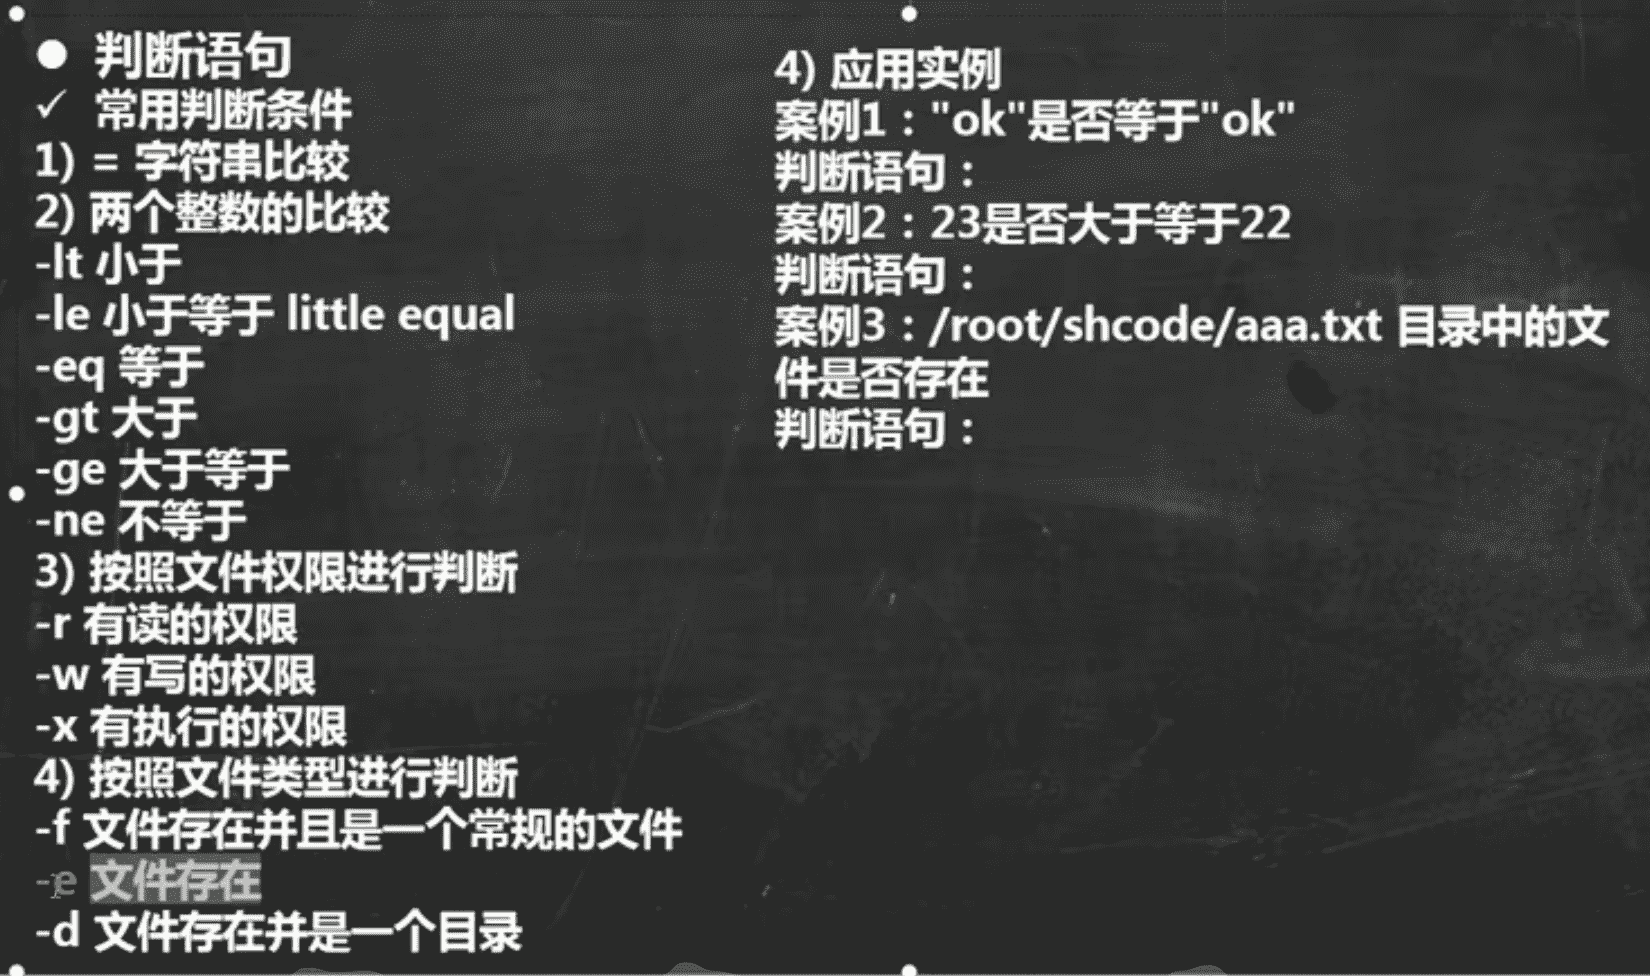 ● 判断语句
✓ 常用判断条件
1) = 字符串比较
2) 两个整数的比较
-lt 小于
-le 小于等于 little equal
-eq 等于
-gt 大于
-ge 大于等于
-ne 不等于
3) 按照文件权限进行判断
-r 有读的权限
-w 有写的权限
-x 有执行的权限
4) 按照文件类型进行判断
-f 文件存在并且是一个常规的文件
-e 文件存在
-d 文件存在并是一个目录
4) 应用实例
案例1："ok"是否等于"ok"
判断语句：
案例2：23是否大于等于22
判断语句：
案例3：/root/shcode/aaa.txt 目录中的文
件是否存在
判断语句：